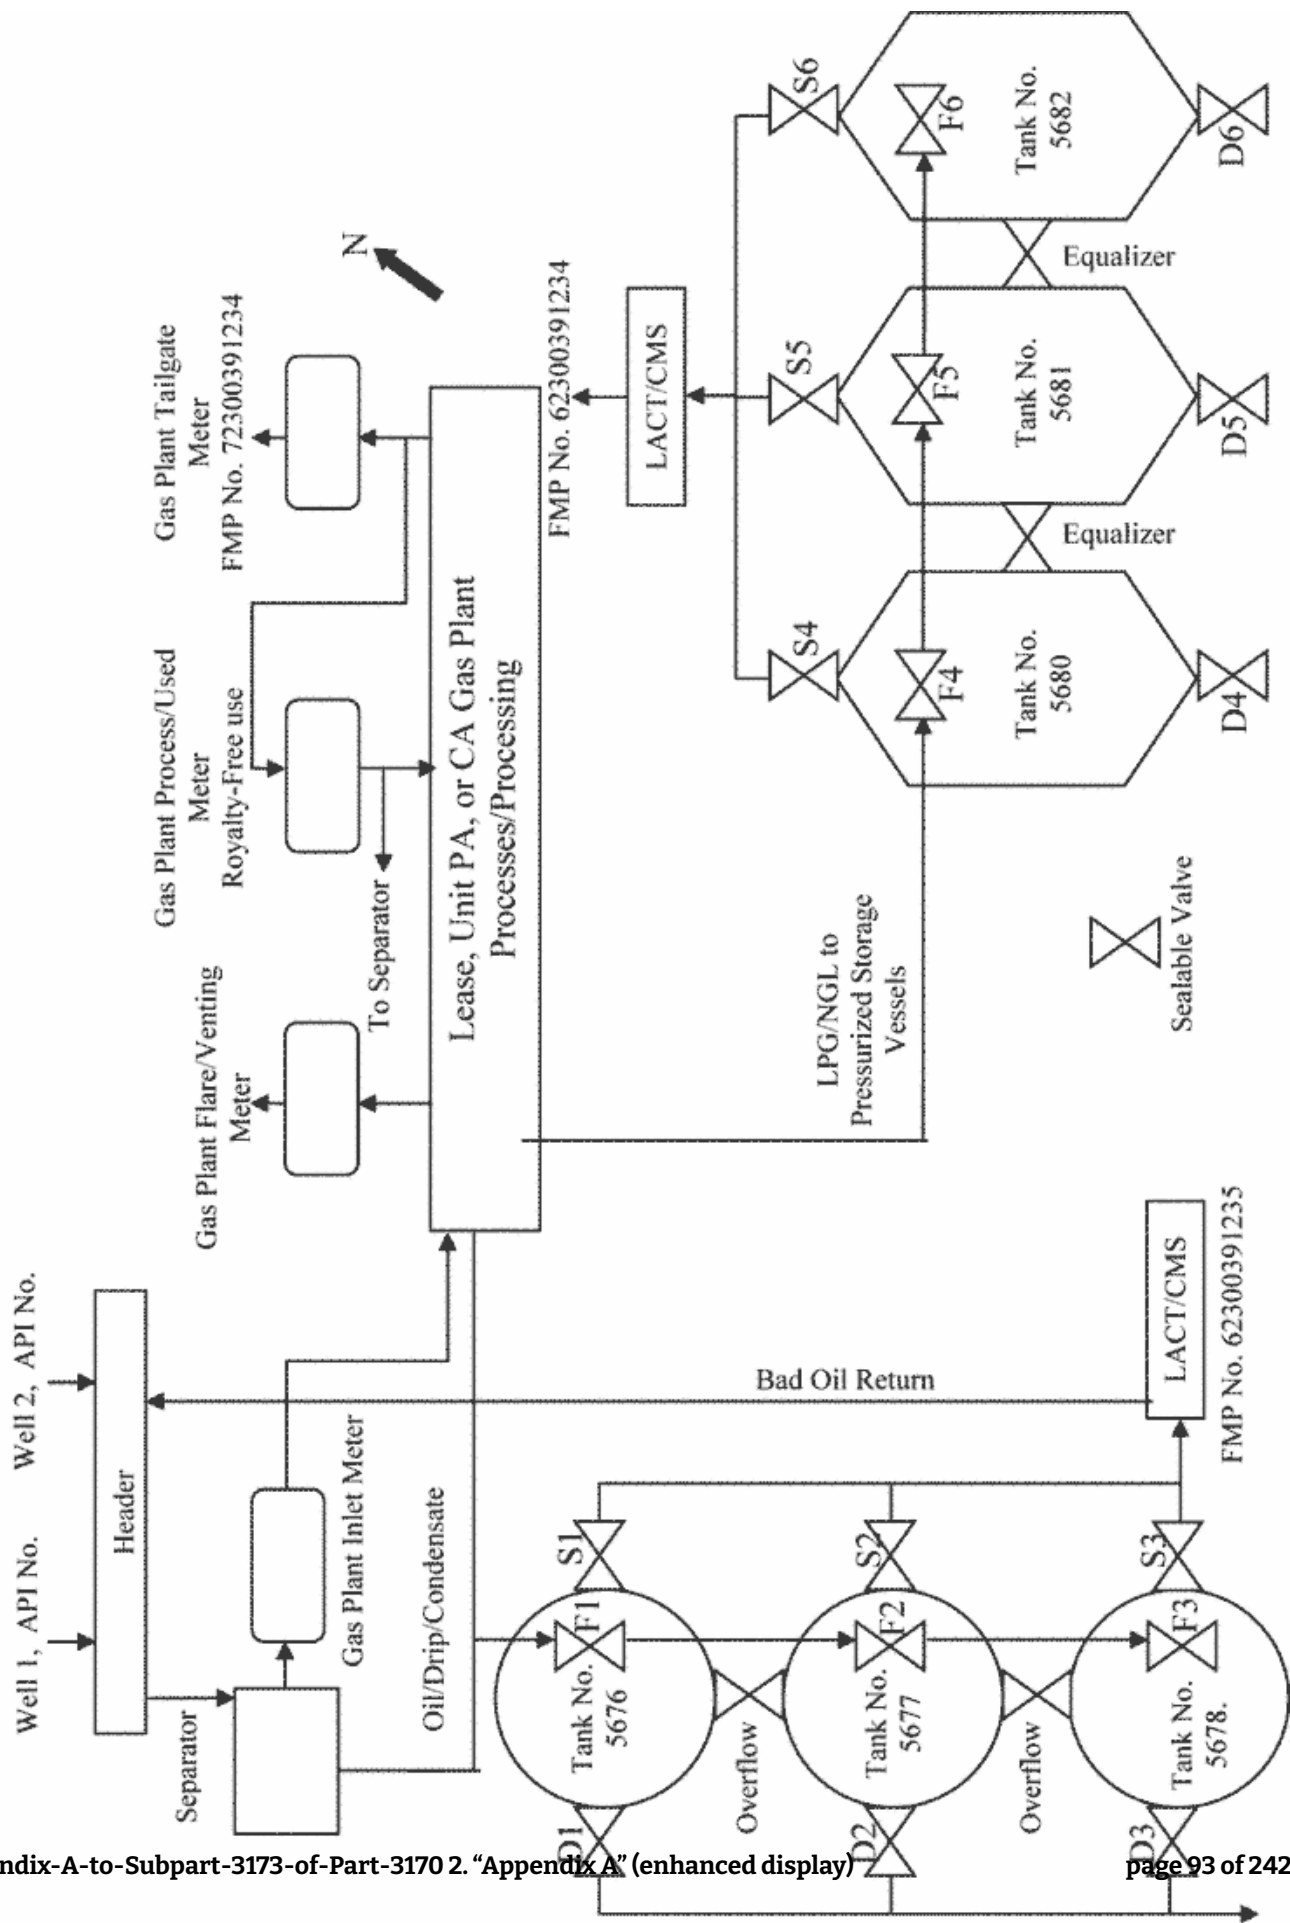 Well 1, API No.
Well 2, API No.
Header
Separator
Gas Plant Inlet Meter
Gas Plant Flare/Venting
Meter
Gas Plant Process/Used
Meter
Royalty-Free use
Gas Plant Tailgate
Meter
FMP No. 72300391234
N
To Separator
Lease, Unit PA, or CA Gas Plant
Processes/Processing
Oil/Drip/Condensate
FMP No. 62300391234
LACT/CMS
Bad Oil Return
LPG/NGL to
Pressurized Storage
Vessels
S1
F1
Tank No.
5676
D1
Overflow
S2
F2
Tank No.
5677
D2
Overflow
S3
F3
Tank No.
5678.
D3
LACT/CMS
FMP No. 62300391235
S4
F4
Tank No.
5680
D4
Equalizer
S5
F5
Tank No.
5681
D5
Equalizer
S6
F6
Tank No.
5682
D6
Sealable Valve
ndix-A-to-Subpart-3173-of-Part-3170 2. “Appendix A” (enhanced display)
page 93 of 242